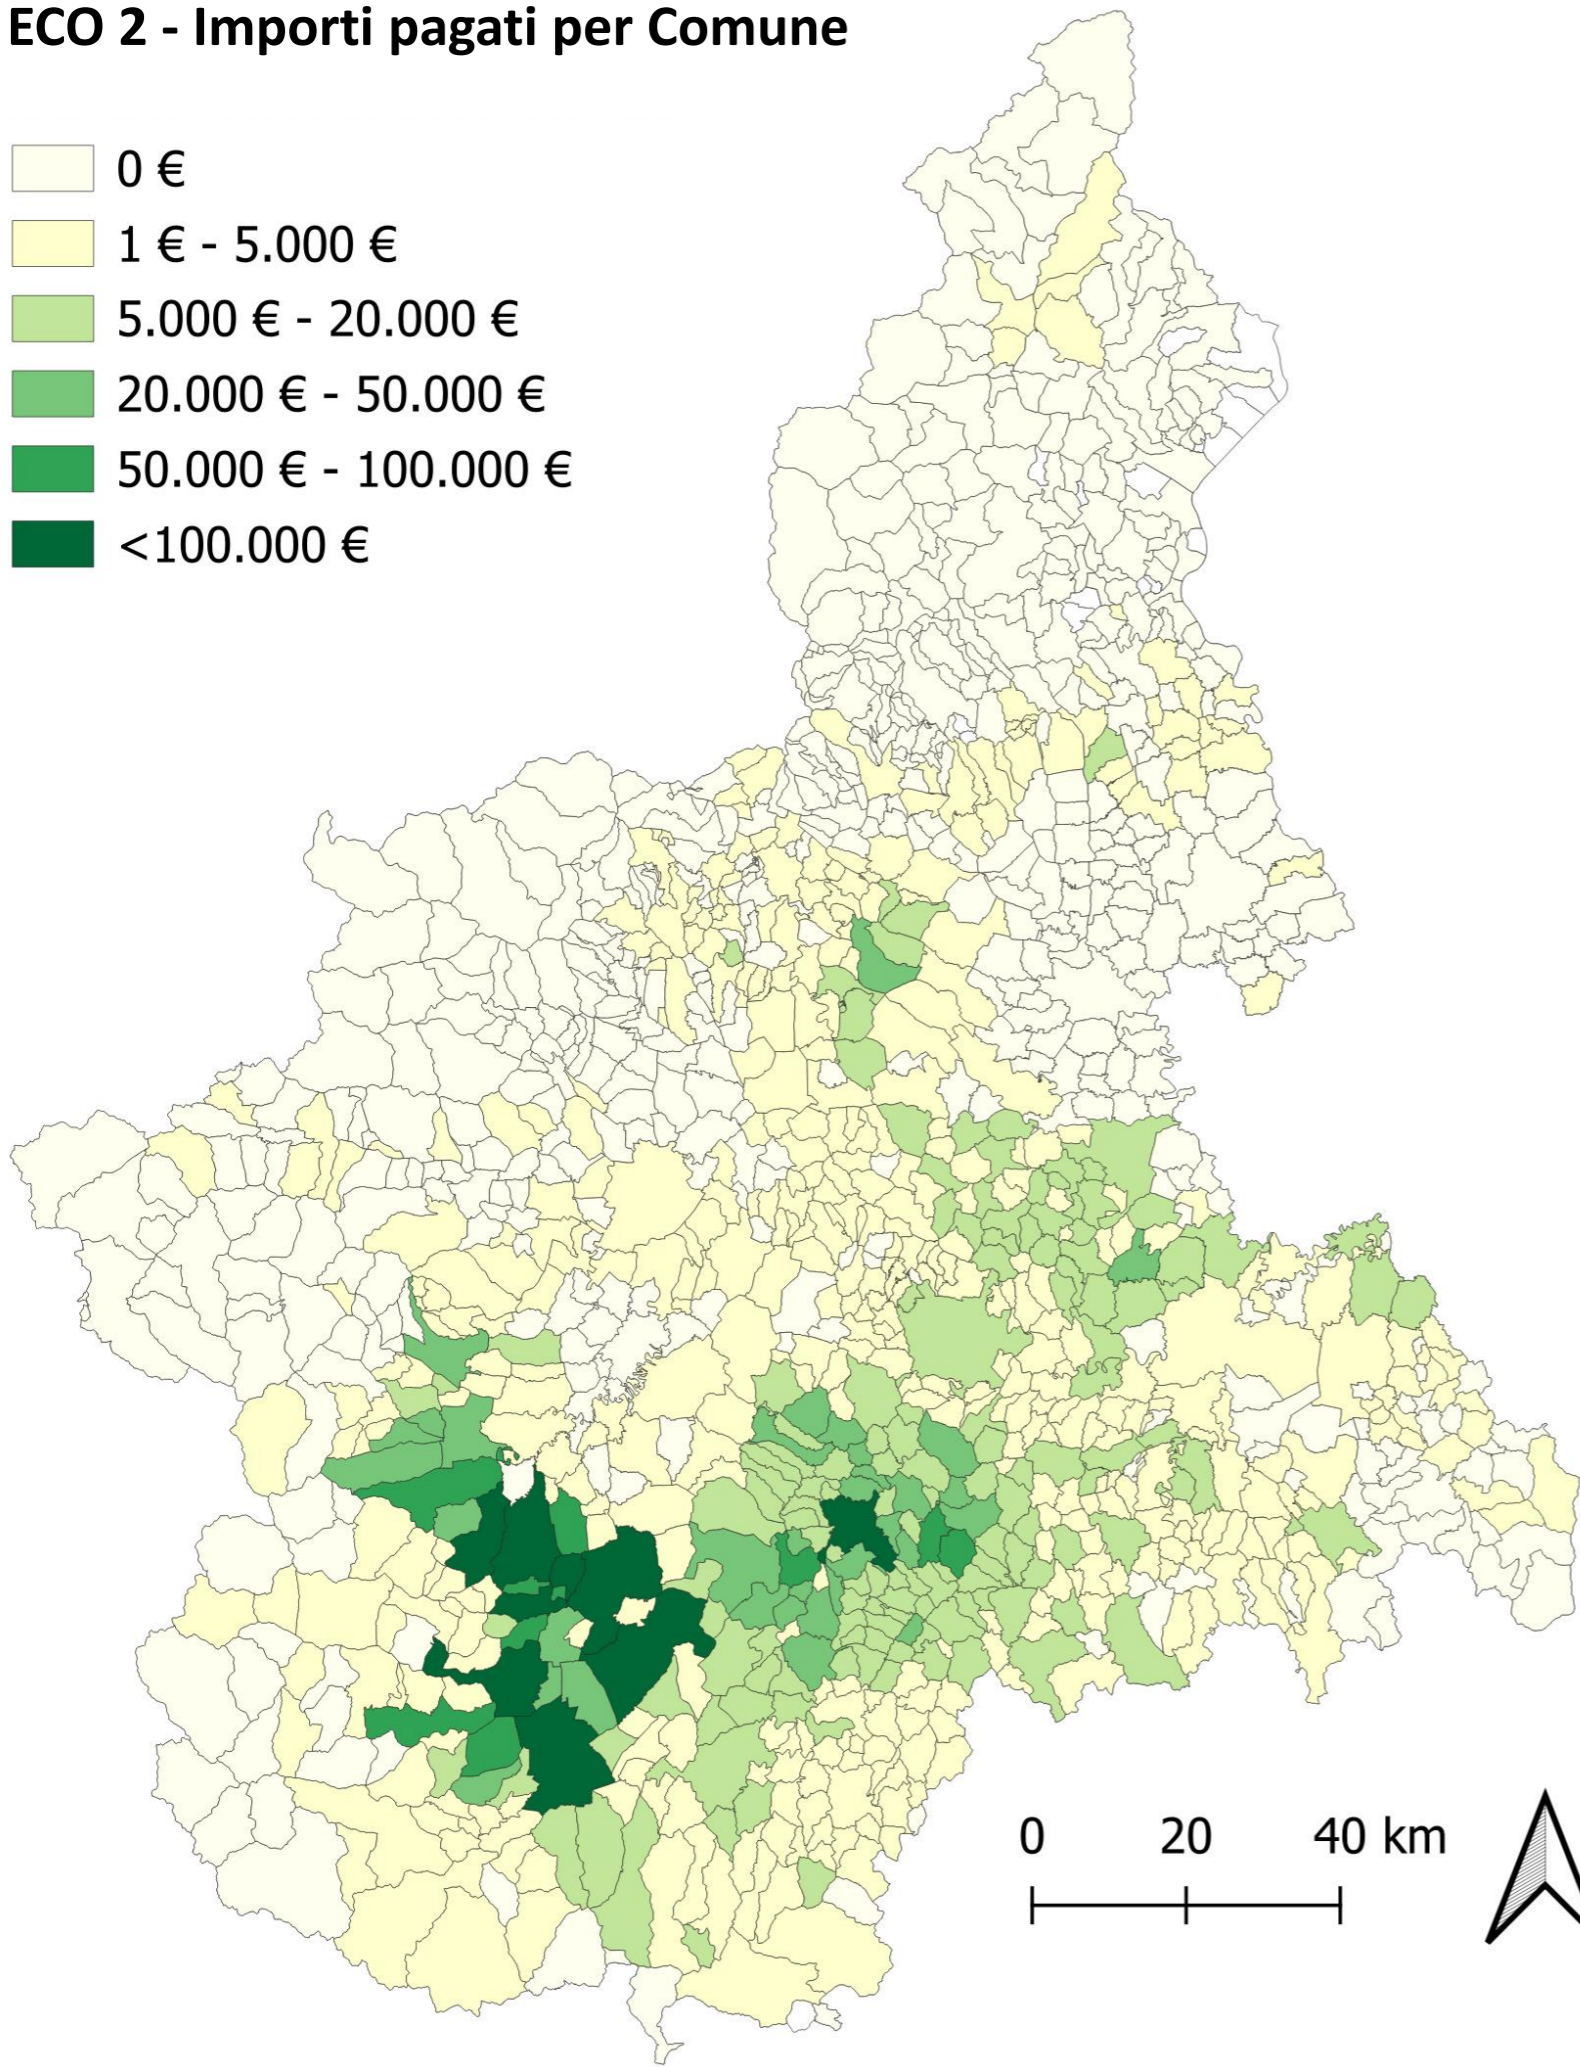 ECO 2 - Importi pagati per Comune
0 €
1 € - 5.000 €
5.000 € - 20.000 €
20.000 € - 50.000 €
50.000 € - 100.000 €
<100.000 €
0 20 40 km